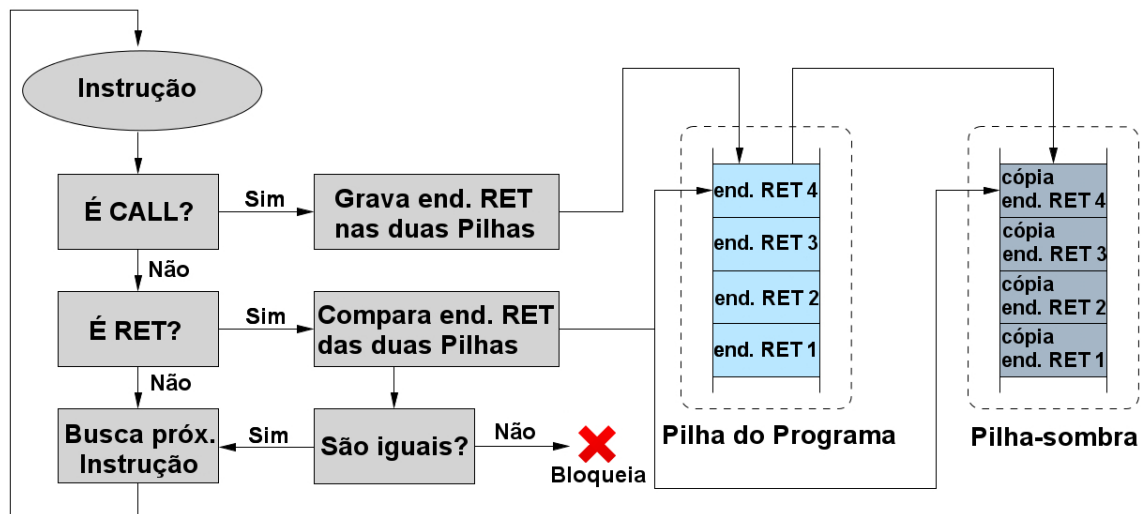 Instrução
É CALL?
Sim
Grava end. RET
nas duas Pilhas
Não
É RET?
Sim
Compara end. RET
das duas Pilhas
Não
Busca próx.
Instrução
Sim
São iguais?
Não
Bloqueia
end. RET 4
end. RET 3
end. RET 2
end. RET 1
Pilha do Programa
cópia
end. RET 4
cópia
end. RET 3
cópia
end. RET 2
cópia
end. RET 1
Pilha-sombra